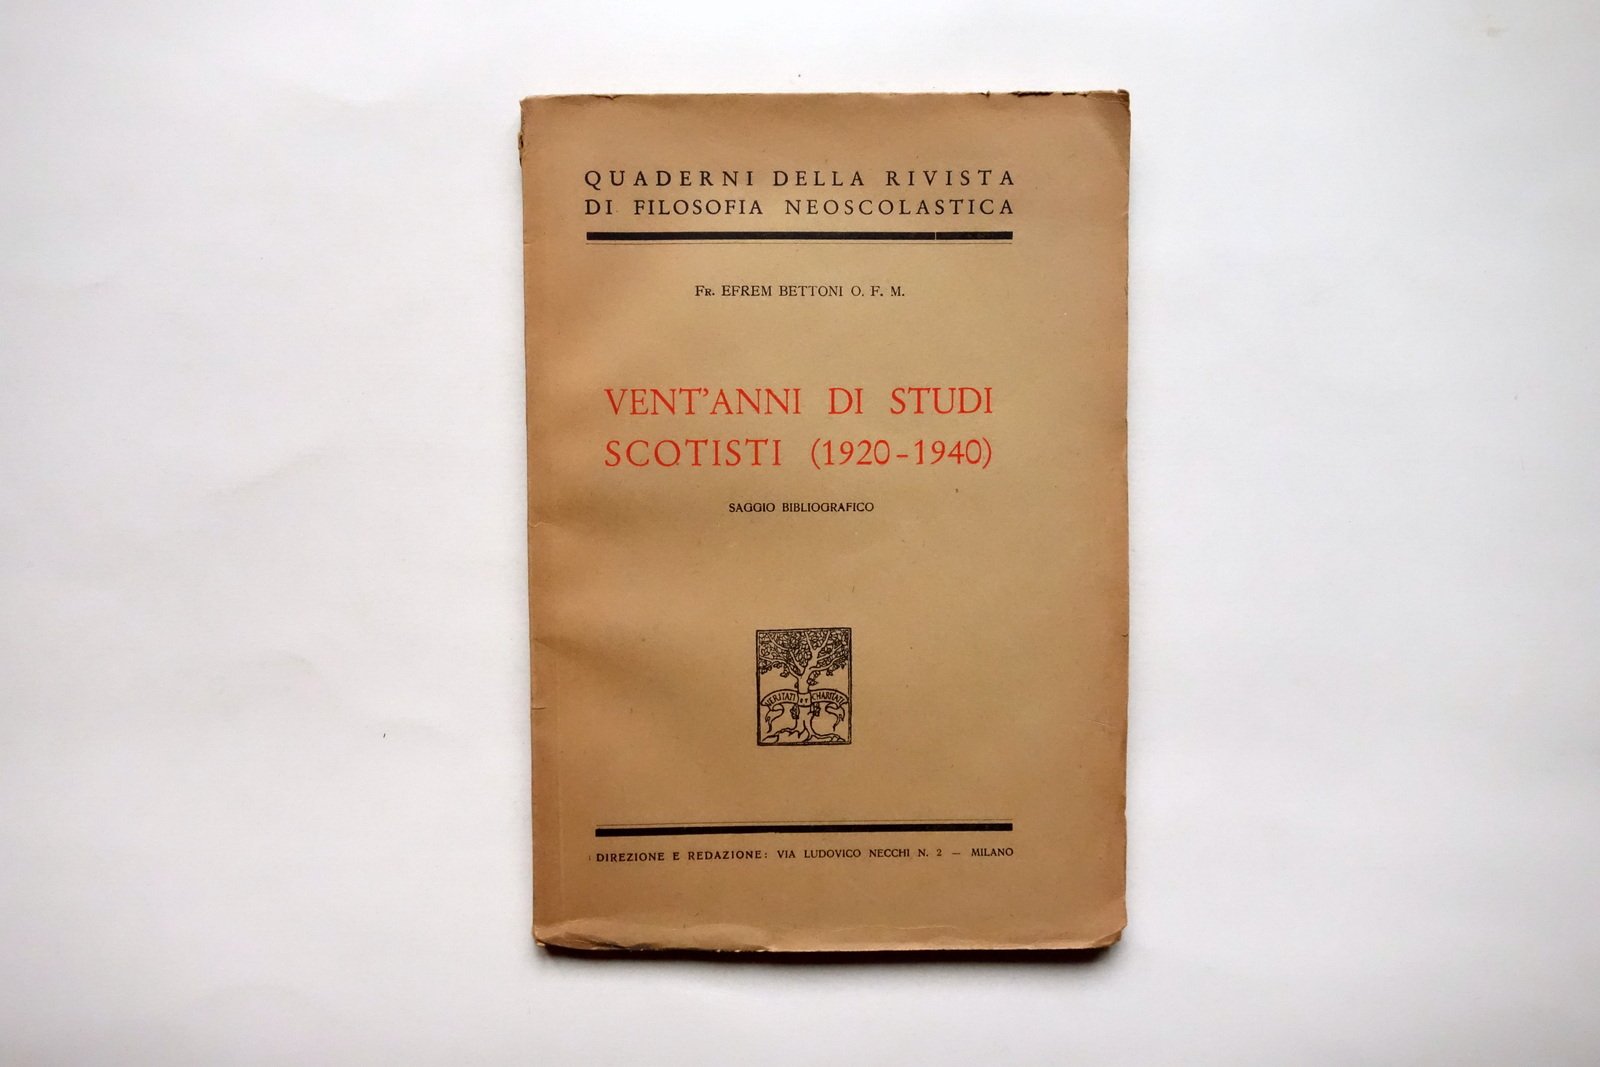 QUADERNI DELLA RIVISTA
DI FILOSOFIA NEOSCOLASTICA
Fr. EFREM BETTONI O. F. M.
VENT'ANNI DI STUDI
SCOTISTI (1920-1940)
SAGGIO BIBLIOGRAFICO
VERITATI ET CHARITATI
DIREZIONE E REDAZIONE: VIA LUDOVICO NECCHI N. 2 — MILANO